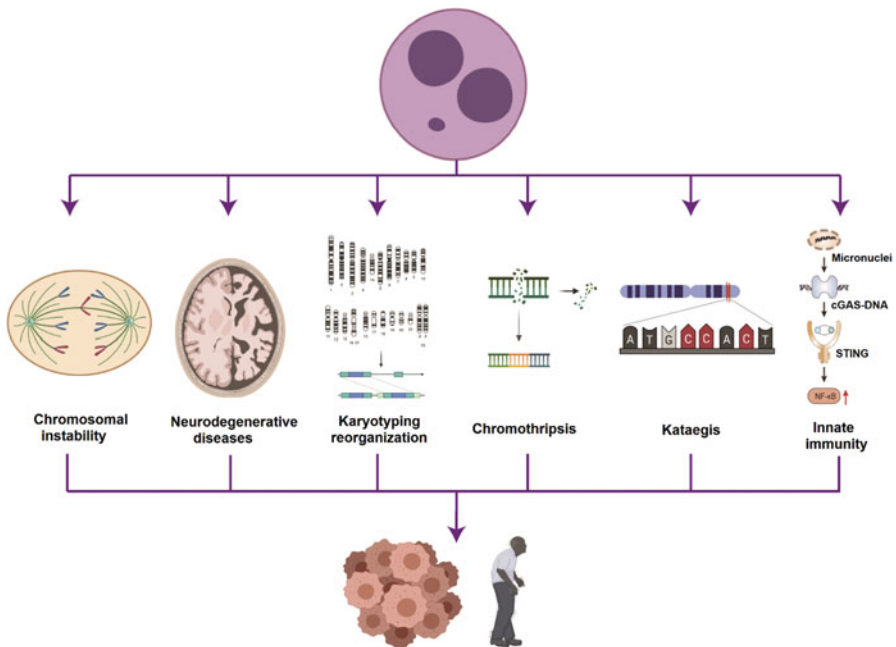 Micronuclei
cGAS-DNA
STING
NF-κB
A T G C C A C T
Chromosomal
instability
Neurodegenerative
diseases
Karyotyping
reorganization
Chromothripsis
Kataegis
Innate
immunity